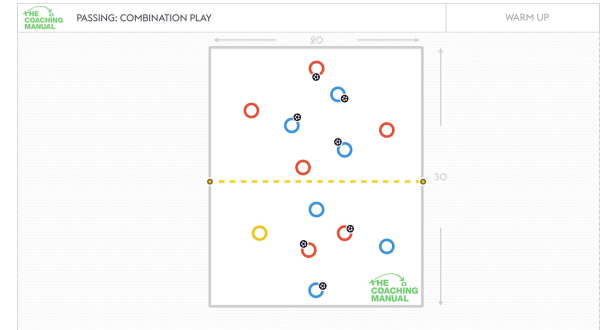 THE
COACHING
MANUAL
PASSING: COMBINATION PLAY
WARM UP
20
30
THE
COACHING
MANUAL